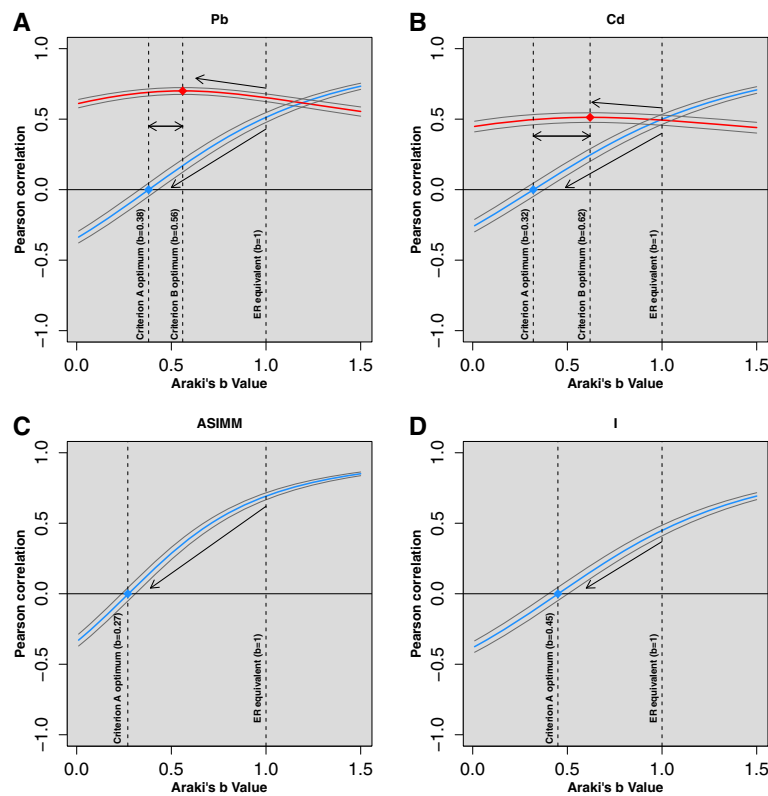 A
Pb
Pearson correlation
1.0
0.5
0.0
−0.5
−1.0
Criterion A optimum (b=0.38)
Criterion B optimum (b=0.56)
ER equivalent (b=1)
0.0 0.5 1.0 1.5
Araki's b Value
B
Cd
Pearson correlation
1.0
0.5
0.0
−0.5
−1.0
Criterion A optimum (b=0.32)
Criterion B optimum (b=0.62)
ER equivalent (b=1)
0.0 0.5 1.0 1.5
Araki's b Value
C
ASIMM
Pearson correlation
1.0
0.5
0.0
−0.5
−1.0
Criterion A optimum (b=0.27)
ER equivalent (b=1)
0.0 0.5 1.0 1.5
Araki's b Value
D
I
Pearson correlation
1.0
0.5
0.0
−0.5
−1.0
Criterion A optimum (b=0.45)
ER equivalent (b=1)
0.0 0.5 1.0 1.5
Araki's b Value